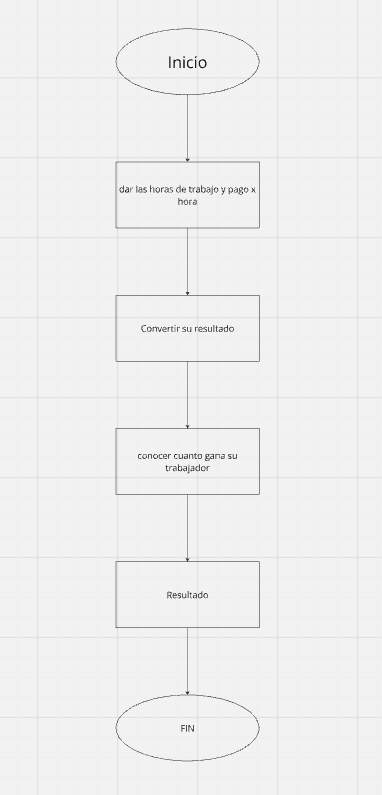 Inicio
dar las horas de trabajo y pago x
hora
Convertir su resultado
conocer cuanto gana su
trabajador
Resultado
FIN